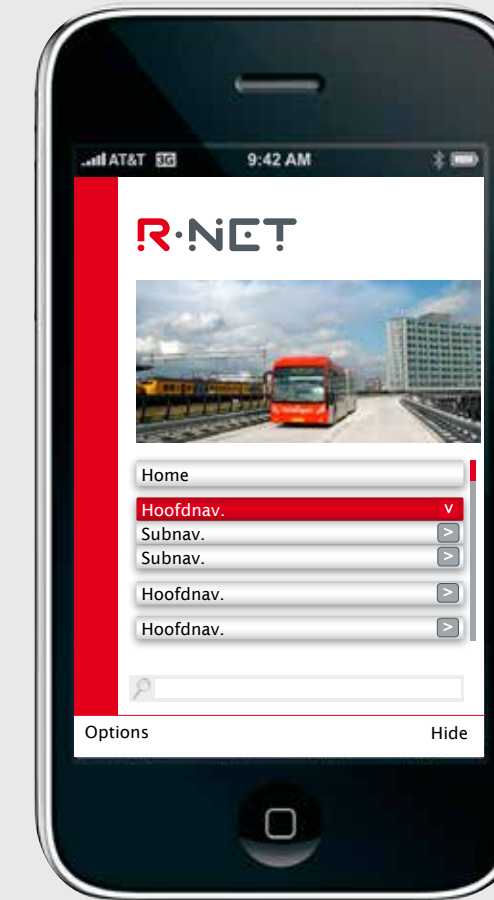 AT&T 3G 9:42 AM
R·NET
Home
Hoofdnav. v
Subnav. >
Subnav. >
Hoofdnav. >
Hoofdnav. >
Options Hide